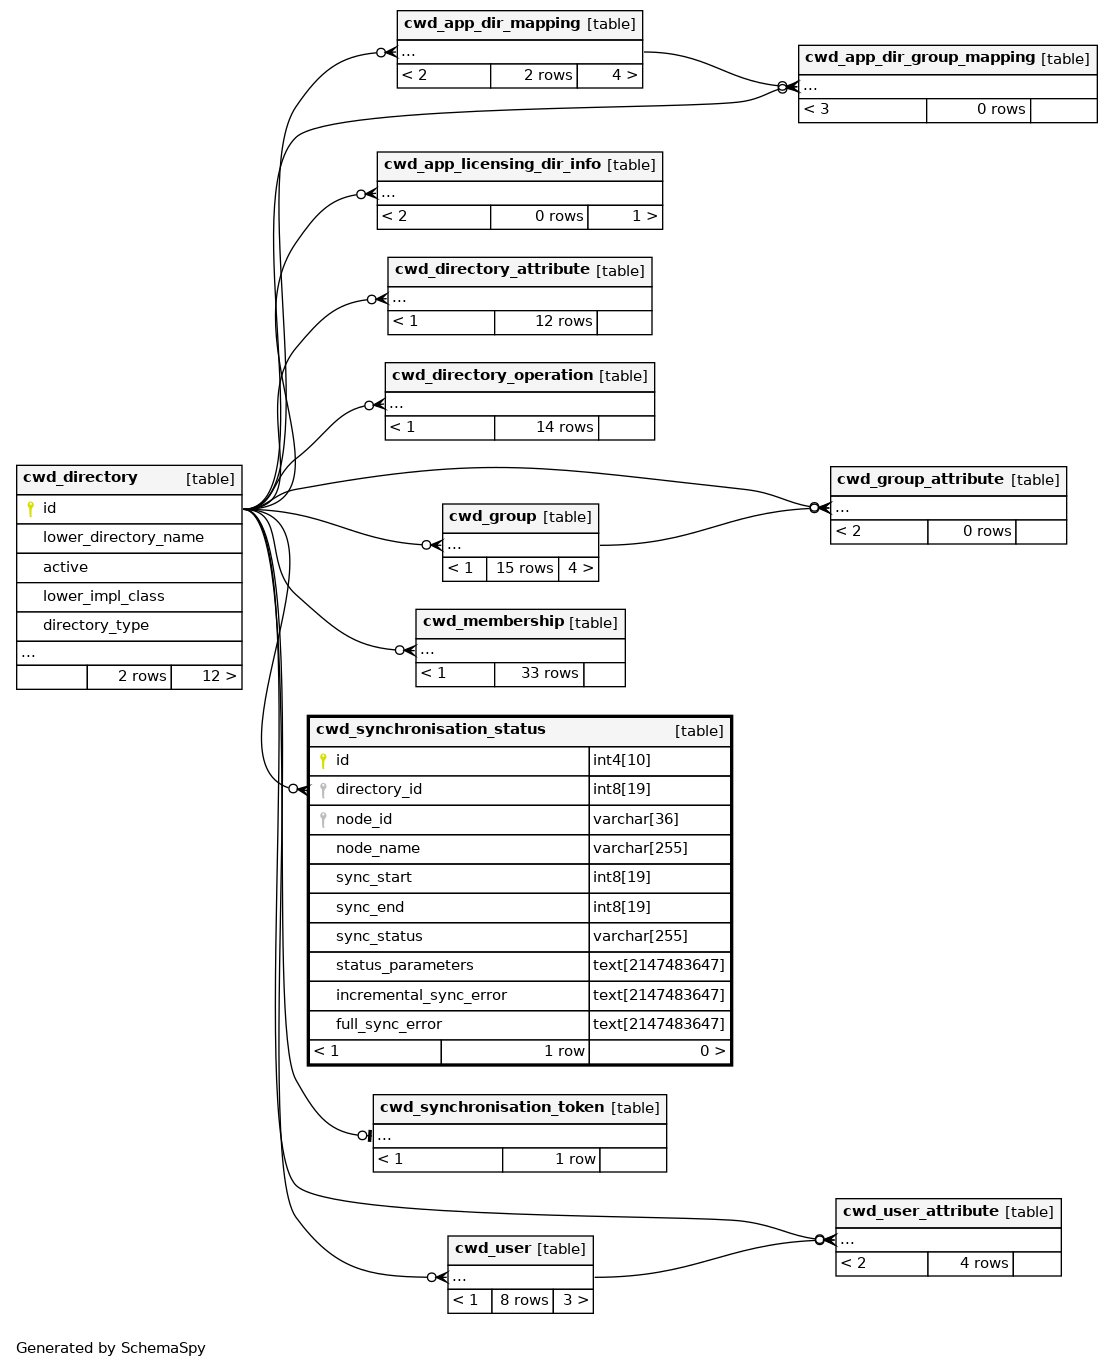 cwd_app_dir_mapping [table]
...
< 2 2 rows 4 >
cwd_app_dir_group_mapping [table]
...
< 3 0 rows
cwd_app_licensing_dir_info [table]
...
< 2 0 rows 1 >
cwd_directory_attribute [table]
...
< 1 12 rows
cwd_directory_operation [table]
...
< 1 14 rows
cwd_directory [table]
id
lower_directory_name
active
lower_impl_class
directory_type
...
2 rows 12 >
cwd_group_attribute [table]
...
< 2 0 rows
cwd_group [table]
...
< 1 15 rows 4 >
cwd_membership [table]
...
< 1 33 rows
cwd_synchronisation_status [table]
id int4[10]
directory_id int8[19]
node_id varchar[36]
node_name varchar[255]
sync_start int8[19]
sync_end int8[19]
sync_status varchar[255]
status_parameters text[2147483647]
incremental_sync_error text[2147483647]
full_sync_error text[2147483647]
< 1 1 row 0 >
cwd_synchronisation_token [table]
...
< 1 1 row
cwd_user_attribute [table]
...
< 2 4 rows
cwd_user [table]
...
< 1 8 rows 3 >
Generated by SchemaSpy